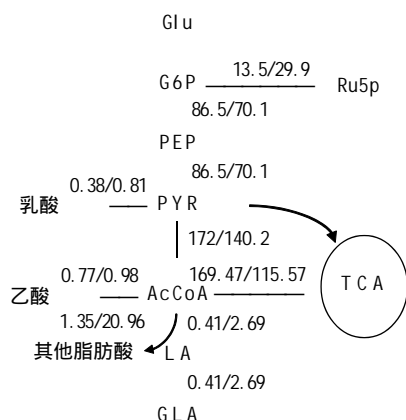 Glu
13.5/29.9
G6P
Ru5p
86.5/70.1
PEP
86.5/70.1
0.38/0.81
乳酸
PYR
172/140.2
0.77/0.98
169.47/115.57
TCA
乙酸
AcCoA
1.35/20.96
0.41/2.69
其他脂肪酸
LA
0.41/2.69
GLA